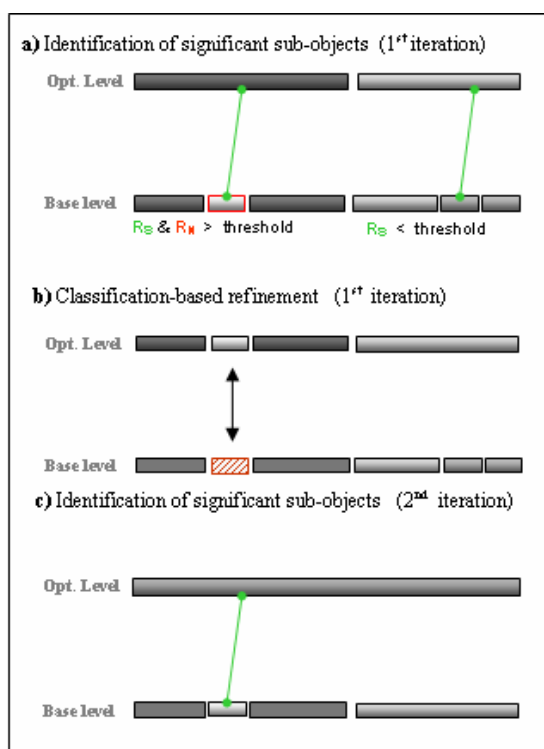 a) Identification of significant sub-objects (1st iteration)
Opt. Level
Base level
RS & RN > threshold
RS < threshold
b) Classification-based refinement (1st iteration)
Opt. Level
Base level
c) Identification of significant sub-objects (2nd iteration)
Opt. Level
Base level